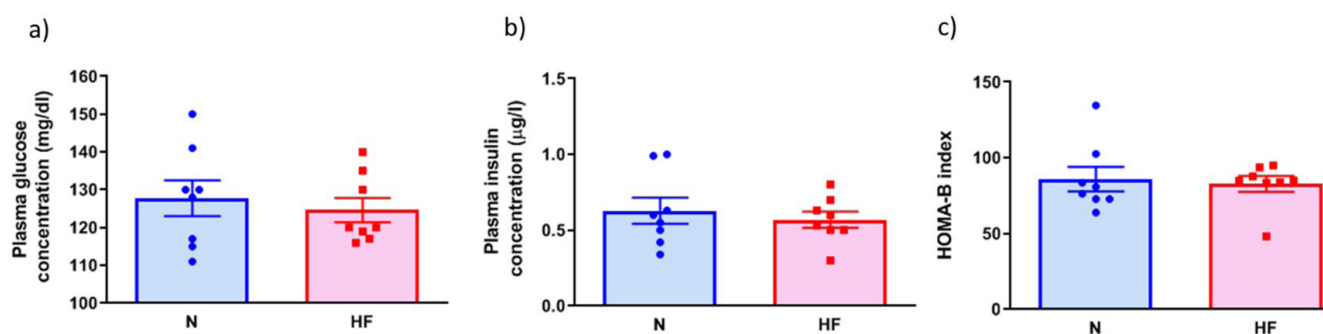 a)
Plasma glucose
concentration (mg/dl)
160
150
140
130
120
110
100
N
HF
b)
Plasma insulin
concentration (µg/l)
1.5
1.0
0.5
0.0
N
HF
c)
HOMA-B index
150
100
50
0
N
HF